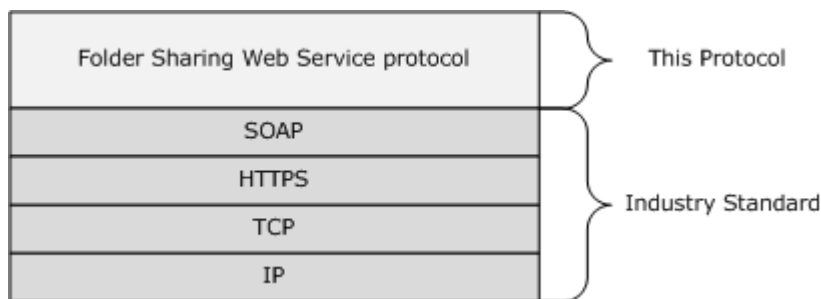 Folder Sharing Web Service protocol
This Protocol
SOAP
HTTPS
TCP
IP
Industry Standard